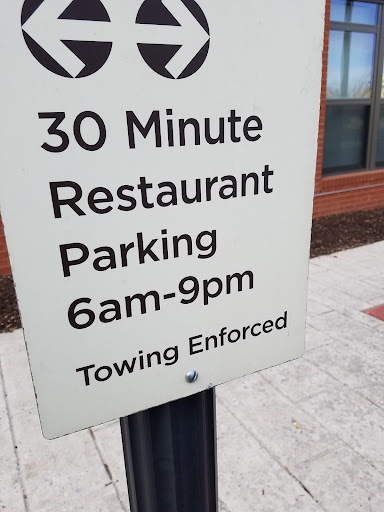 30 Minute
Restaurant
Parking
6am-9pm
Towing Enforced